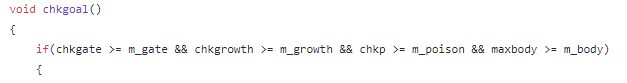 void chkgoal()
{
    if(chkgate >= m_gate && chkgrowth >= m_growth && chkp >= m_poison && maxbody >= m_body)
    {